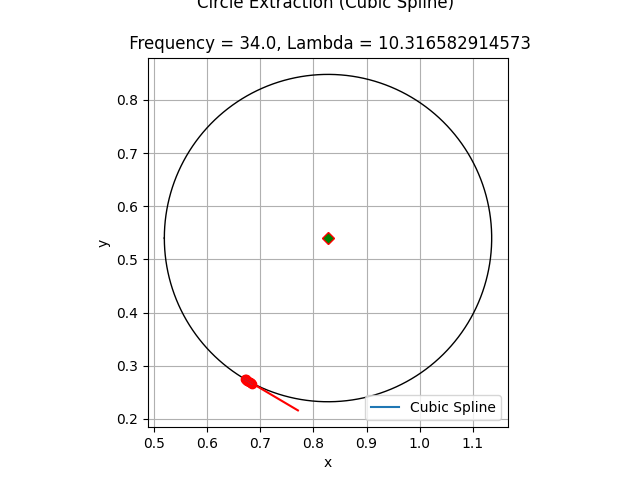 Circle Extraction (Cubic Spline)
Frequency = 34.0, Lambda = 10.316582914573
0.8
0.7
0.6
y
0.5
0.4
0.3
0.2
Cubic Spline
0.5 0.6 0.7 0.8 0.9 1.0 1.1
x